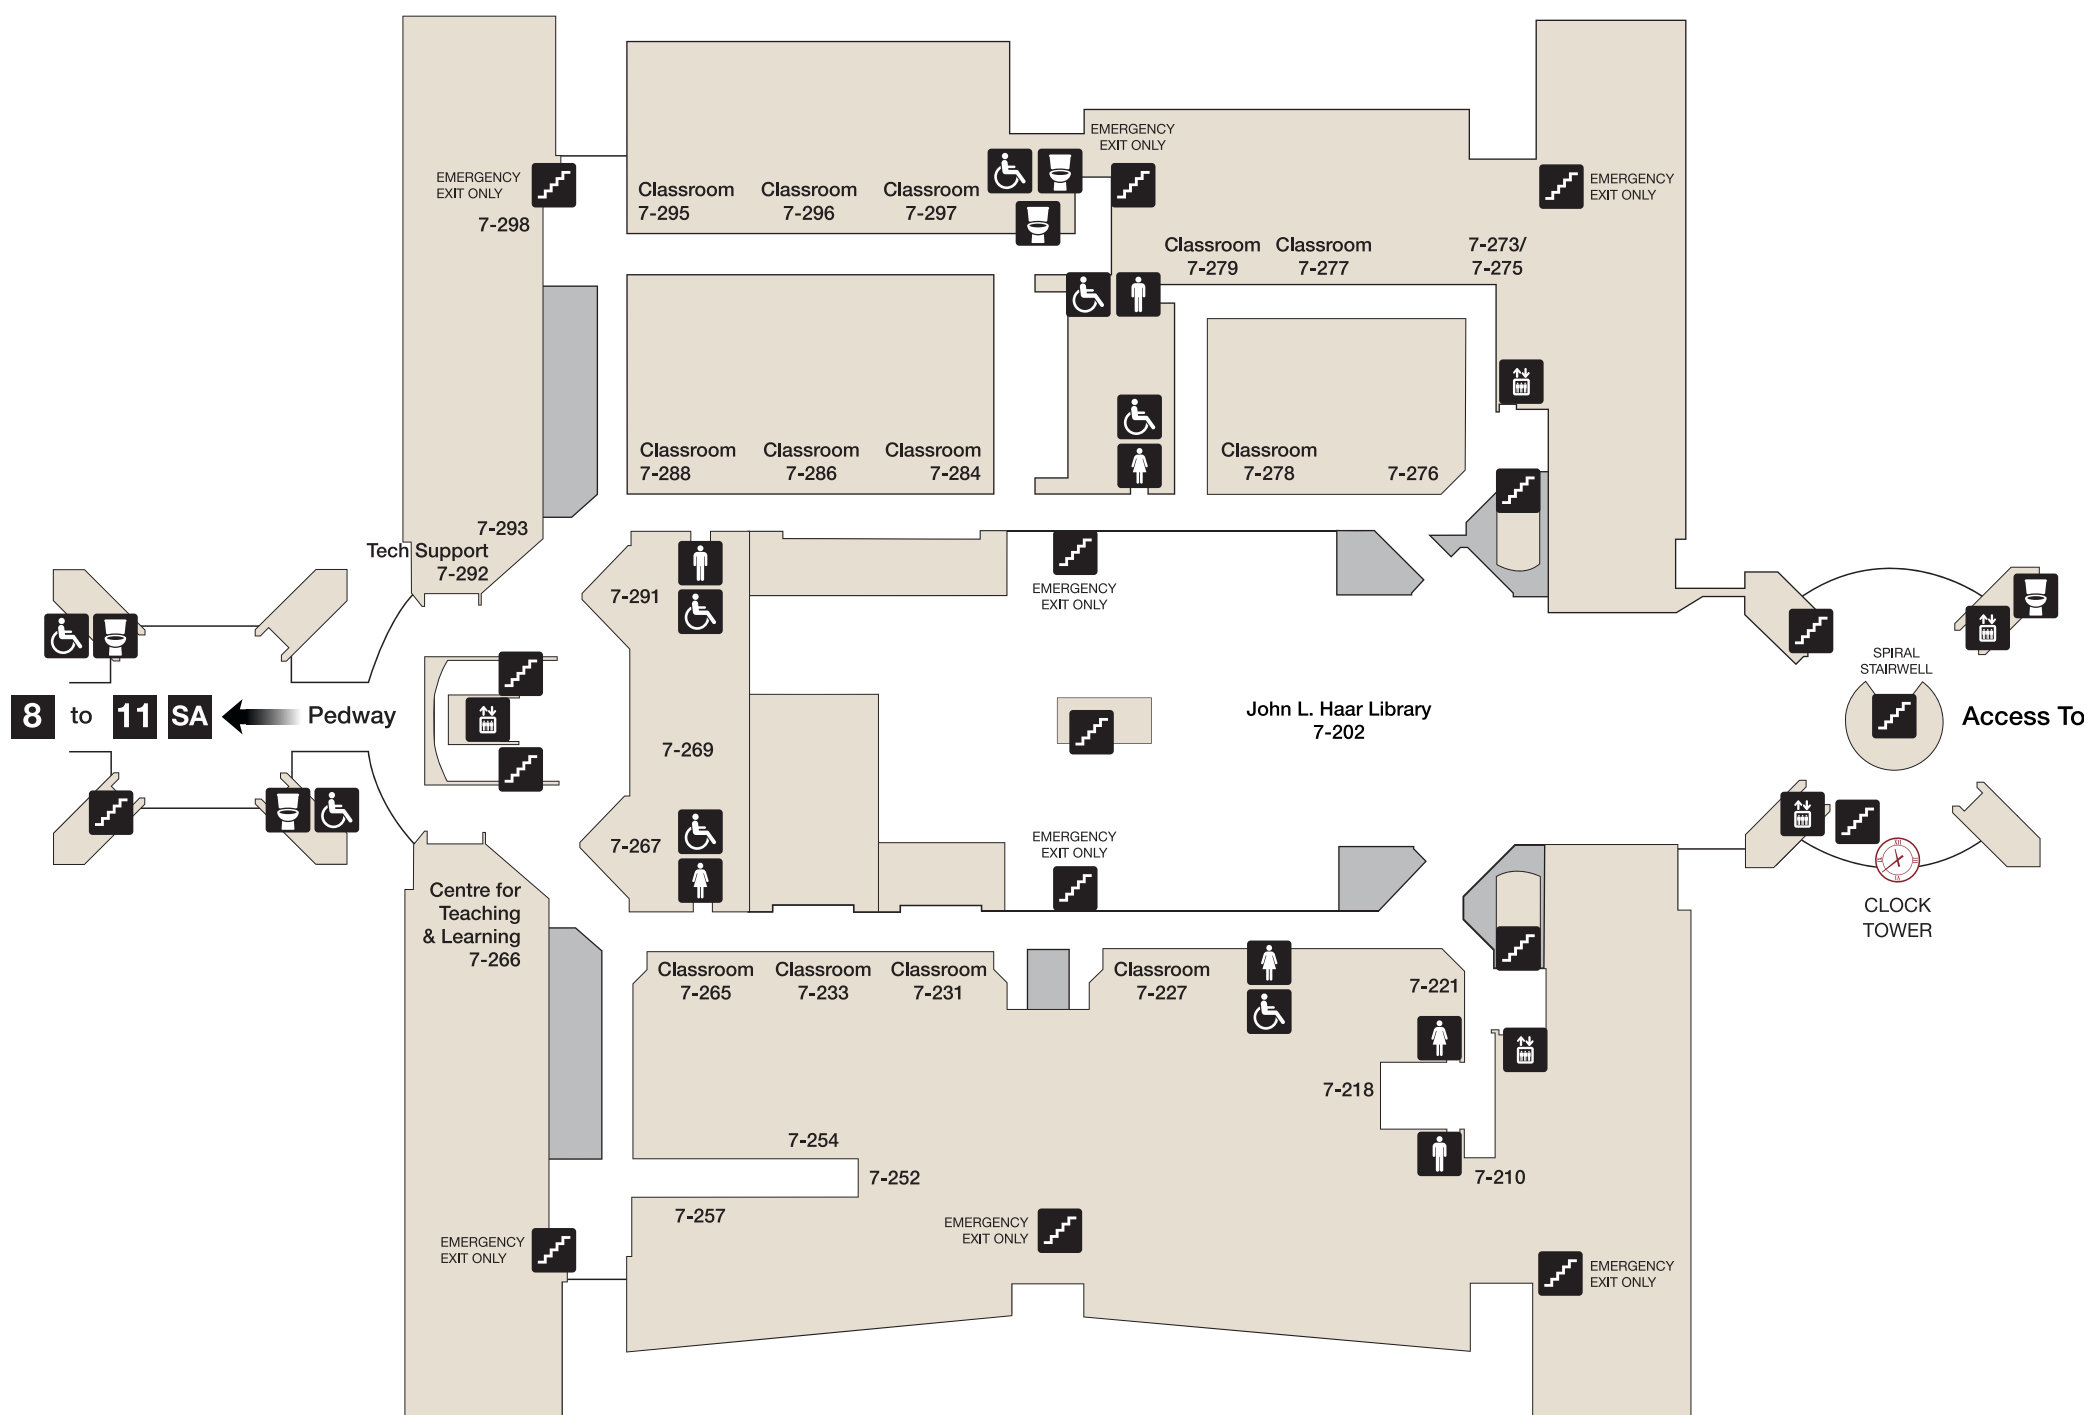 EMERGENCY
EXIT ONLY
EMERGENCY
EXIT ONLY
7-298
Classroom
7-295
Classroom
7-296
Classroom
7-297
EMERGENCY
EXIT ONLY
Classroom
7-279
Classroom
7-277
7-273/
7-275
Classroom
7-288
Classroom
7-286
Classroom
7-284
Classroom
7-278
7-276
7-293
Tech Support
7-292
7-291
EMERGENCY
EXIT ONLY
SPIRAL
STAIRWELL
8 to 11 SA
Pedway
7-269
John L. Haar Library
7-202
Access To
7-267
EMERGENCY
EXIT ONLY
XII
III
VI
IX
CLOCK
TOWER
Centre for
Teaching
& Learning
7-266
Classroom
7-265
Classroom
7-233
Classroom
7-231
Classroom
7-227
7-221
7-218
7-254
7-252
7-210
7-257
EMERGENCY
EXIT ONLY
EMERGENCY
EXIT ONLY
EMERGENCY
EXIT ONLY